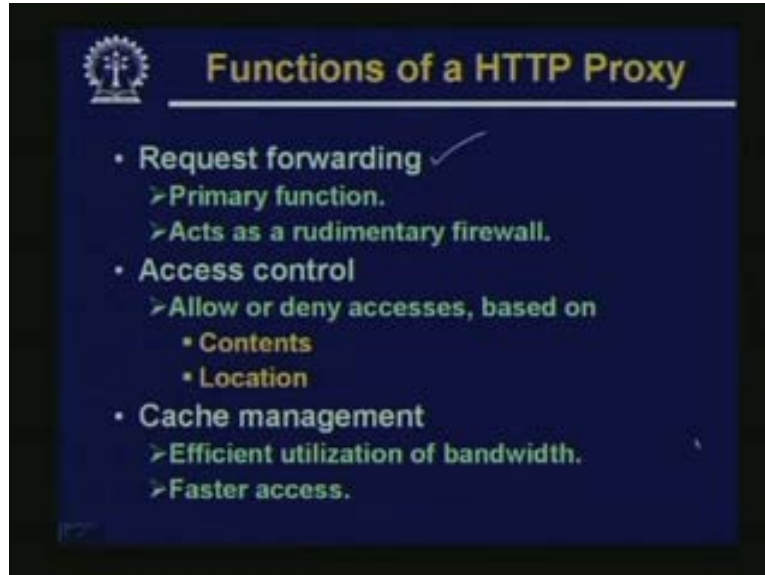 Functions of a HTTP Proxy
• Request forwarding
➢Primary function.
➢Acts as a rudimentary firewall.
• Access control
➢Allow or deny accesses, based on
▪ Contents
▪ Location
• Cache management
➢Efficient utilization of bandwidth.
➢Faster access.